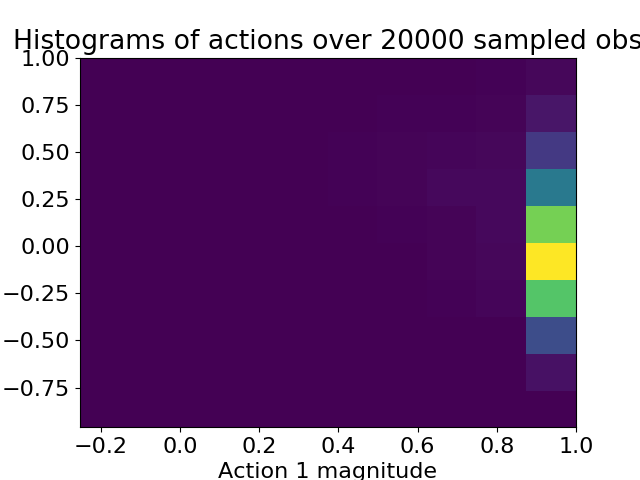 Histograms of actions over 20000 sampled obs
1.00
0.75
0.50
0.25
0.00
−0.25
−0.50
−0.75
−0.2 0.0 0.2 0.4 0.6 0.8 1.0
Action 1 magnitude